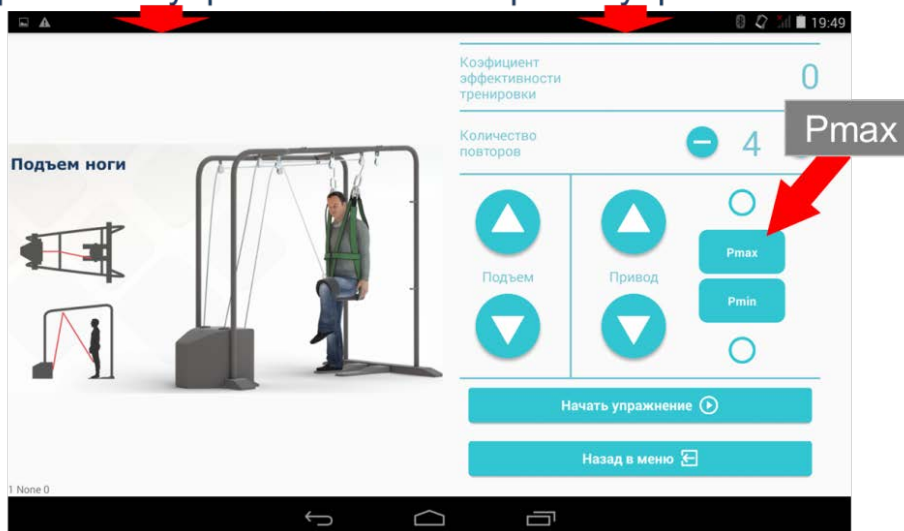 19:49
Коэфициент
эффективности
тренировки
0
Количество
повторов
4
Pmax
Подъем ноги
Подъем
Привод
Pmax
Pmin
Начать упражнение
Назад в меню
1 None 0